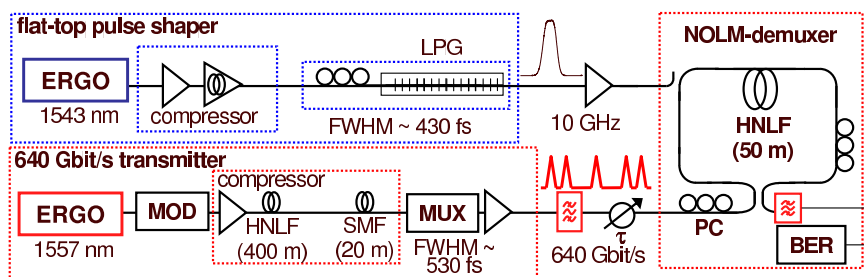 flat-top pulse shaper
LPG
NOLM-demuxer
ERGO
1543 nm
compressor
FWHM ~ 430 fs
10 GHz
HNLF
(50 m)
640 Gbit/s transmitter
compressor
ERGO
1557 nm
MOD
HNLF
(400 m)
SMF
(20 m)
MUX
FWHM ~
530 fs
τ
640 Gbit/s
PC
BER